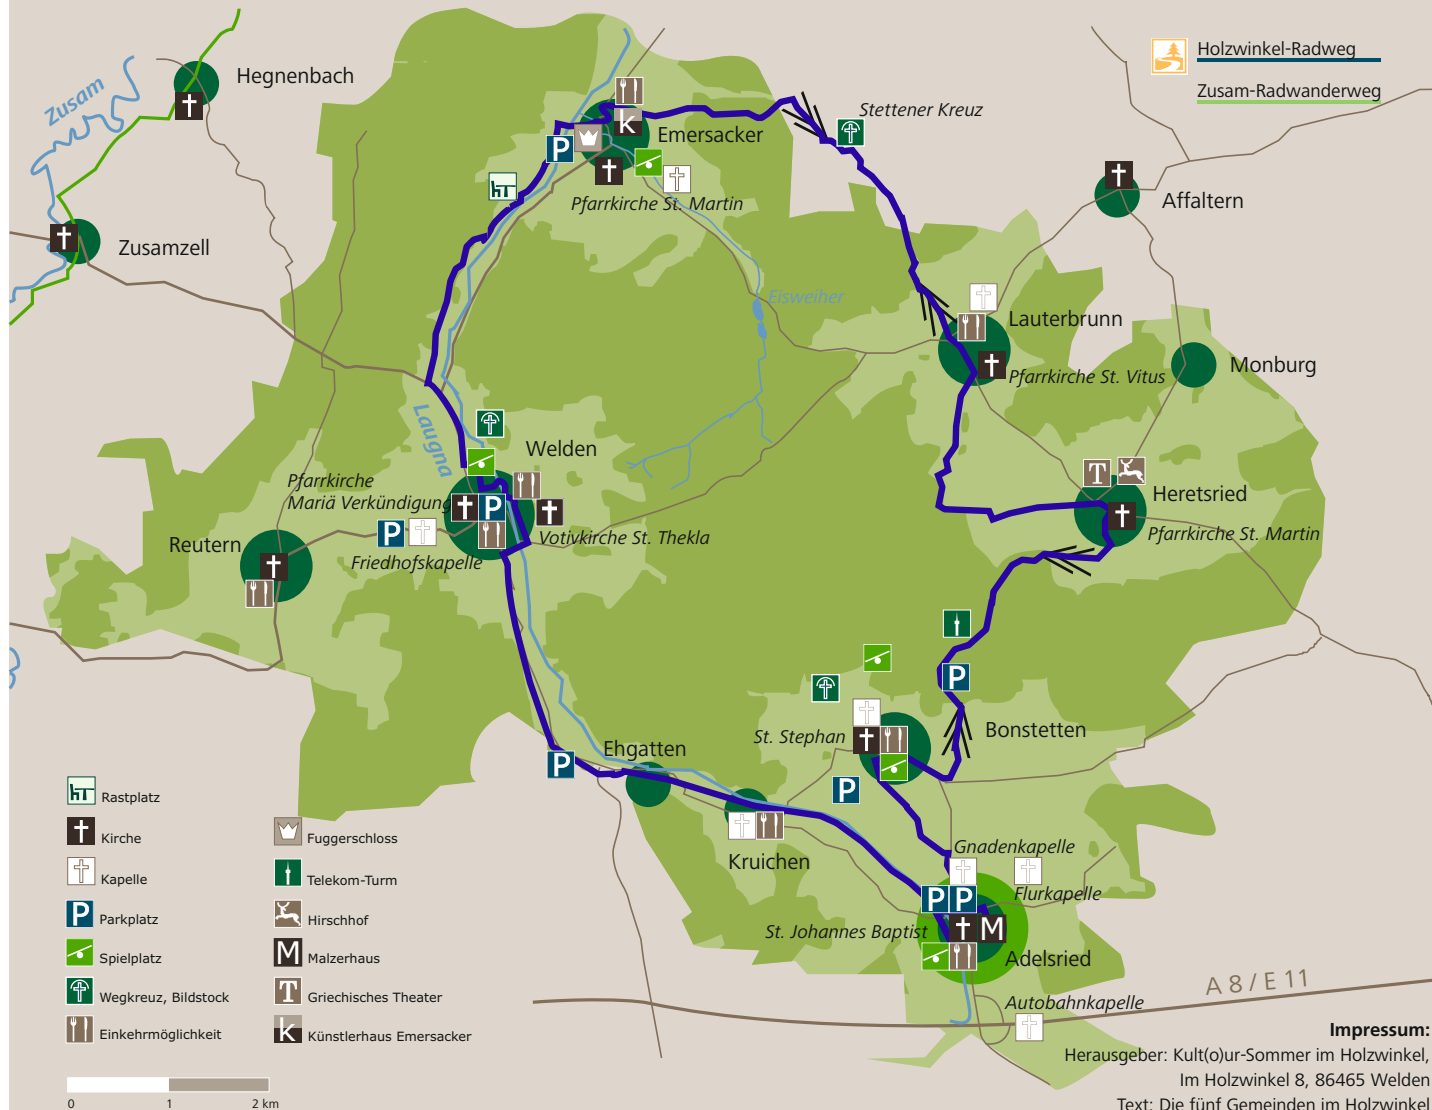 Holzwinkel-Radweg
Zusam-Radwanderweg
Hegnenbach
Zusam
Stettener Kreuz
Emersacker
P
k
Pfarrkirche St. Martin
Affaltern
Zusamzell
Eisweiher
Lauterbrunn
Pfarrkirche St. Vitus
Monburg
Laugna
Welden
Pfarrkirche
Mariä Verkündigung
P
T
Heretsried
Pfarrkirche St. Martin
Reutern
P
Friedhofskapelle
Votivkirche St. Thekla
P
Bonstetten
St. Stephan
Ehgatten
P
P
Kruichen
Gnadenkapelle
Flurkapelle
P P
St. Johannes Baptist
M
Adelsried
A 8 / E 11
Autobahnkapelle
Rastplatz
Kirche
Kapelle
P Parkplatz
Spielplatz
Wegkreuz, Bildstock
Einkehrmöglichkeit
Fuggerschloss
Telekom-Turm
Hirschhof
M Malzerhaus
T Griechisches Theater
k Künstlerhaus Emersacker
0 1 2 km
Impressum:
Herausgeber: Kult(o)ur-Sommer im Holzwinkel,
Im Holzwinkel 8, 86465 Welden
Text: Die fünf Gemeinden im Holzwinkel